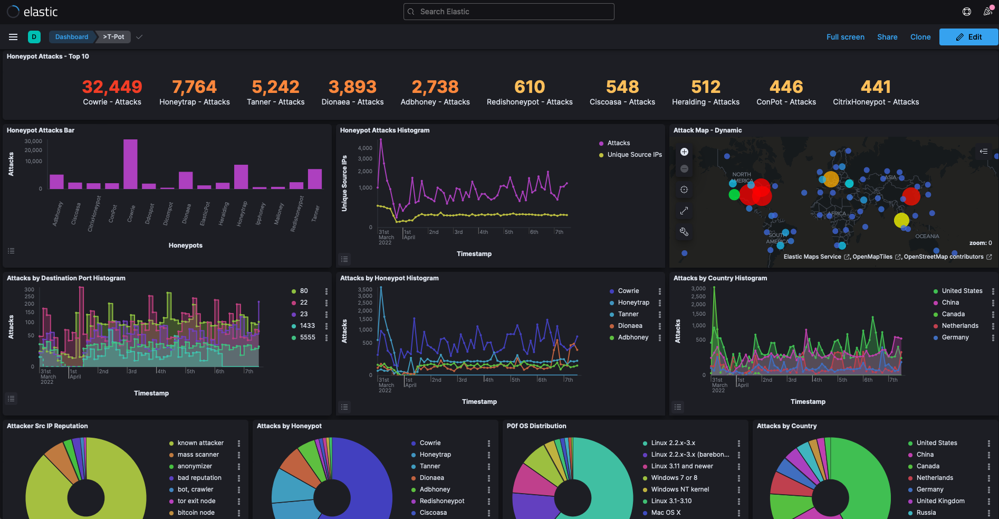 elastic
Search Elastic
D
Dashboard
>T-Pot
Full screen
Share
Clone
Edit
Honeypot Attacks - Top 10
32,449
7,764
5,242
3,893
2,738
610
548
512
446
441
Cowrie - Attacks
Honeytrap - Attacks
Tanner - Attacks
Dionaea - Attacks
Adbhoney - Attacks
Redishoneypot - Attacks
Ciscoasa - Attacks
Heralding - Attacks
ConPot - Attacks
CitrixHoneypot - Attacks
Honeypot Attacks Bar
30,000
20,000
10,000
0
Attacks
Adbhoney
Ciscoasa
CitrixHoneypot
ConPot
Cowrie
Ddospot
Dicompot
Dionaea
ElasticPot
Heralding
Honeytrap
Ipphoney
Mailoney
Redishoneypot
Tanner
Honeypots
Honeypot Attacks Histogram
4,000
3,000
2,000
1,000
0
Unique Source IPs
31st
March
2022
1st
April
2nd
3rd
4th
5th
6th
7th
Timestamp
Attacks
Unique Source IPs
Attack Map - Dynamic
NORTH
AMERICA
ASIA
AFRICA
SOUTH
AMERICA
OCEANIA
zoom: 0
Elastic Maps Service , OpenMapTiles , OpenStreetMap contributors
Attacks by Destination Port Histogram
300
250
200
150
100
50
0
Attacks
31st
March
2022
1st
April
2nd
3rd
4th
5th
6th
7th
Timestamp
80
22
23
1433
5555
Attacks by Honeypot Histogram
3,500
3,000
2,500
2,000
1,500
1,000
500
0
Attacks
31st
March
2022
1st
April
2nd
3rd
4th
5th
6th
7th
Timestamp
Cowrie
Honeytrap
Tanner
Dionaea
Adbhoney
Attacks by Country Histogram
3,000
2,500
2,000
1,500
1,000
500
0
Attacks
31st
March
2022
1st
April
2nd
3rd
4th
5th
6th
7th
Timestamp
United States
China
Canada
Netherlands
Germany
Attacker Src IP Reputation
known attacker
mass scanner
anonymizer
bad reputation
bot, crawler
tor exit node
bitcoin node
Attacks by Honeypot
Cowrie
Honeytrap
Tanner
Dionaea
Adbhoney
Redishoneypot
Ciscoasa
P0f OS Distribution
Linux 2.2.x-3.x
Linux 2.2.x-3.x (barebon...
Linux 3.11 and newer
Windows 7 or 8
Windows NT kernel
Linux 3.1-3.10
Mac OS X
Attacks by Country
United States
China
Canada
Netherlands
Germany
United Kingdom
Russia